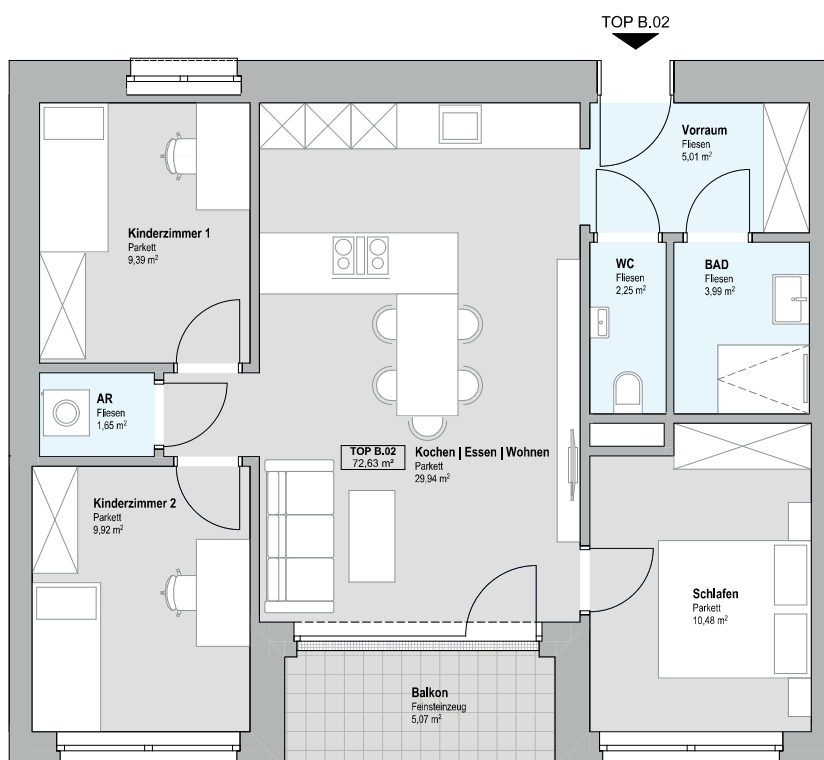 TOP B.02
Vorraum
Fliesen
5,01 m²
Kinderzimmer 1
Parkett
9,39 m²
WC
Fliesen
2,25 m²
BAD
Fliesen
3,99 m²
AR
Fliesen
1,65 m²
TOP B.02
72,63 m²
Kochen | Essen | Wohnen
Parkett
29.94 m²
Kinderzimmer 2
Parkett
9,92 m²
Schlafen
Parkett
10,48 m²
Balkon
Feinsteinzeug
5,07 m²